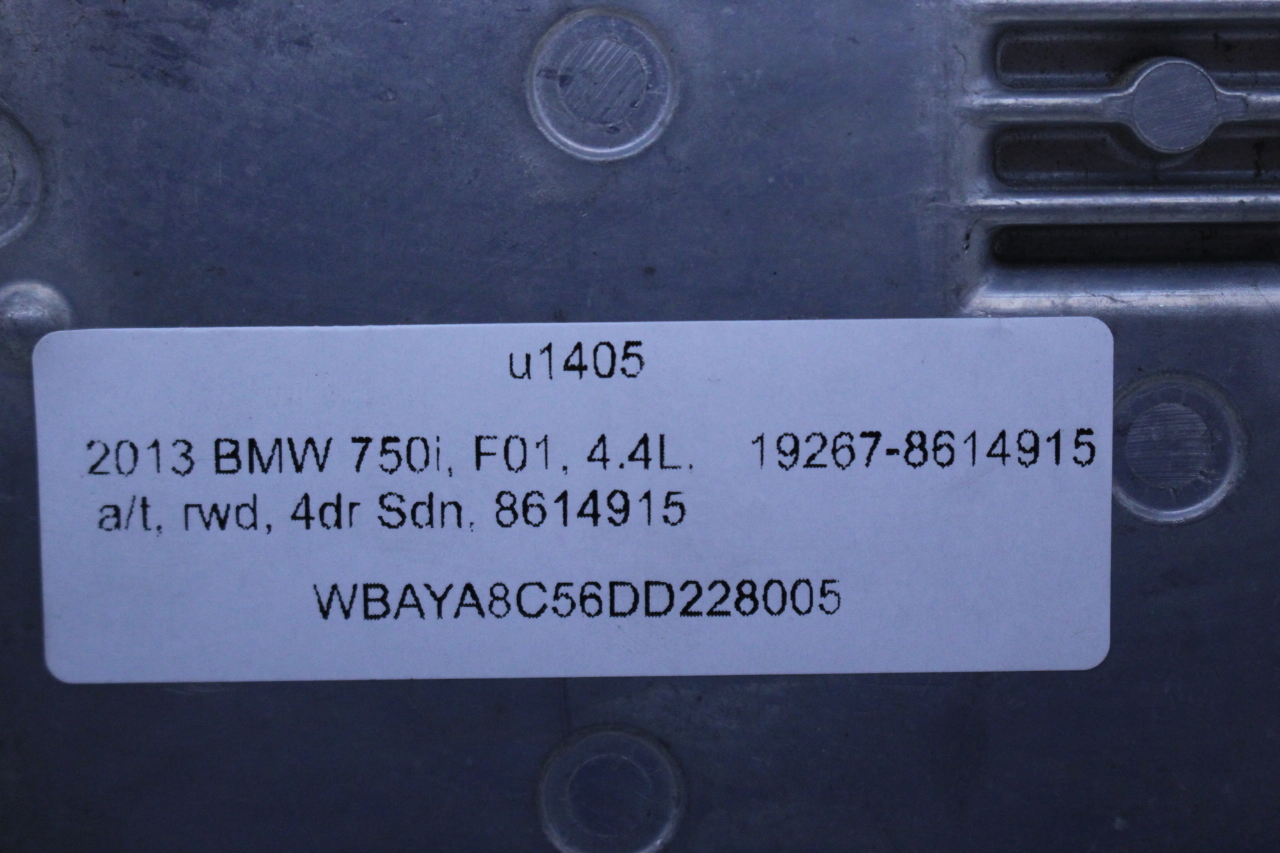 u1405
2013 BMW 750i, F01, 4.4L. 19267-8614915
a/t, rwd, 4dr Sdn, 8614915
WBAYA8C56DD228005